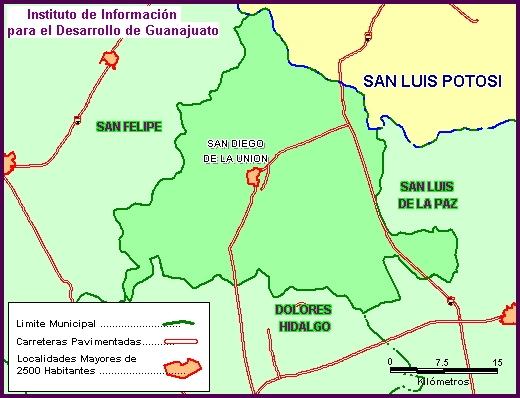 Instituto de Información
para el Desarrollo de Guanajuato
SAN LUIS POTOSI
SAN FELIPE
SAN DIEGO
DE LA UNION
SAN LUIS
DE LA PAZ
DOLORES
HIDALGO
Limite Municipal
Carreteras Pavimentadas
Localidades Mayores de
2500 Habitantes
0 7.5 15
Kilómetros